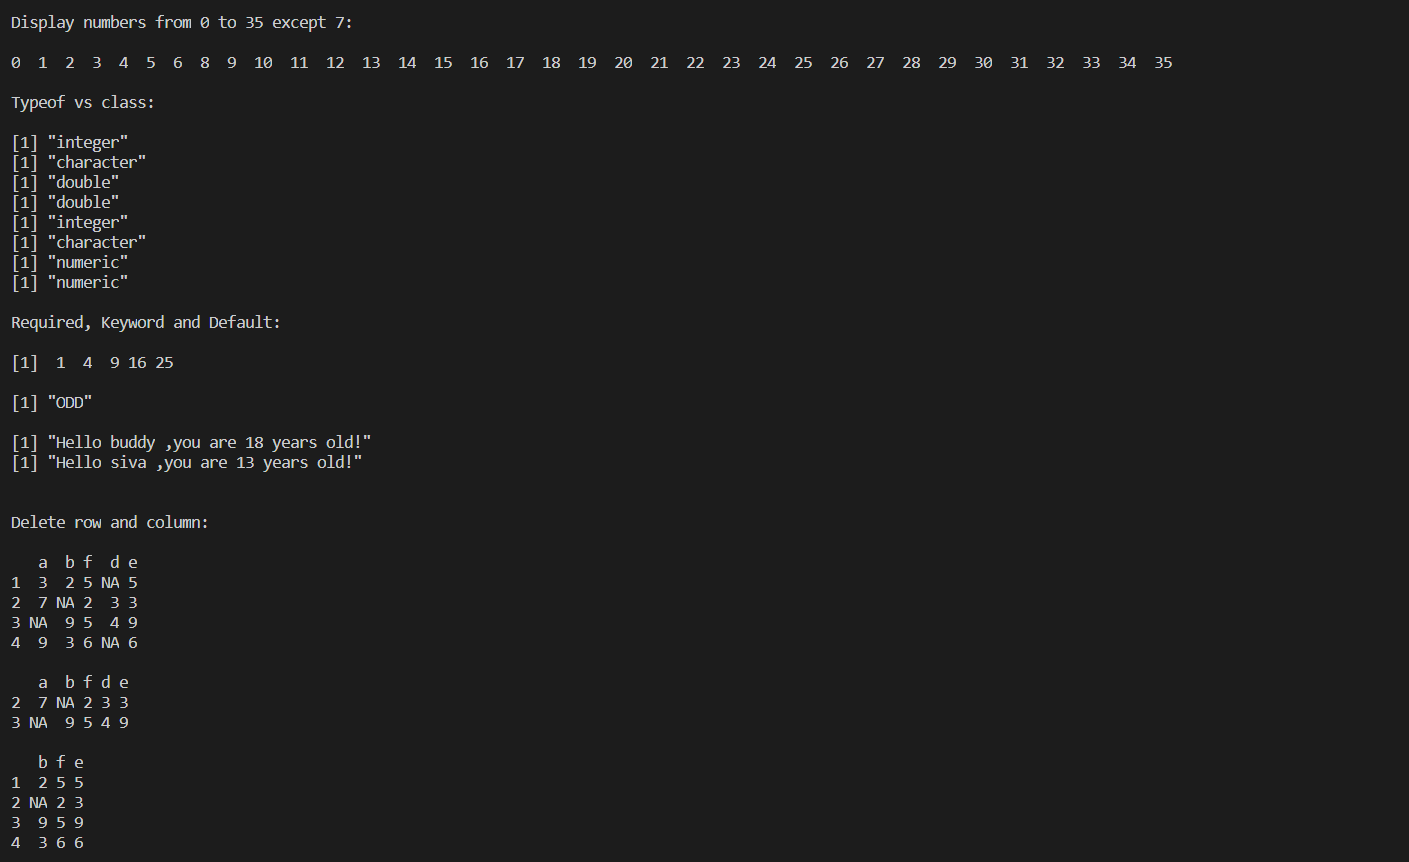 Display numbers from 0 to 35 except 7:
0  1  2  3  4  5  6  8  9  10  11  12  13  14  15  16  17  18  19  20  21  22  23  24  25  26  27  28  29  30  31  32  33  34  35
Typeof vs class:
[1] "integer"
[1] "character"
[1] "double"
[1] "double"
[1] "integer"
[1] "character"
[1] "numeric"
[1] "numeric"
Required, Keyword and Default:
[1]  1  4  9 16 25
[1] "ODD"
[1] "Hello buddy ,you are 18 years old!"
[1] "Hello siva ,you are 13 years old!"
Delete row and column:
   a  b f  d e
1  3  2 5 NA 5
2  7 NA 2  3 3
3 NA  9 5  4 9
4  9  3 6 NA 6
   a  b f d e
2  7 NA 2 3 3
3 NA  9 5 4 9
   b f e
1  2 5 5
2 NA 2 3
3  9 5 9
4  3 6 6